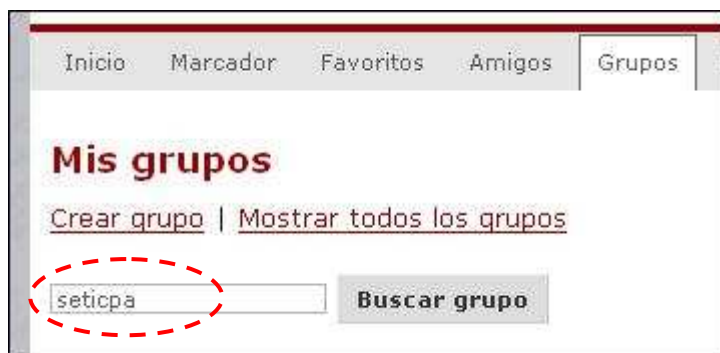 Inicio Marcador Favoritos Amigos Grupos
Mis grupos
Crear grupo | Mostrar todos los grupos
seticpa Buscar grupo